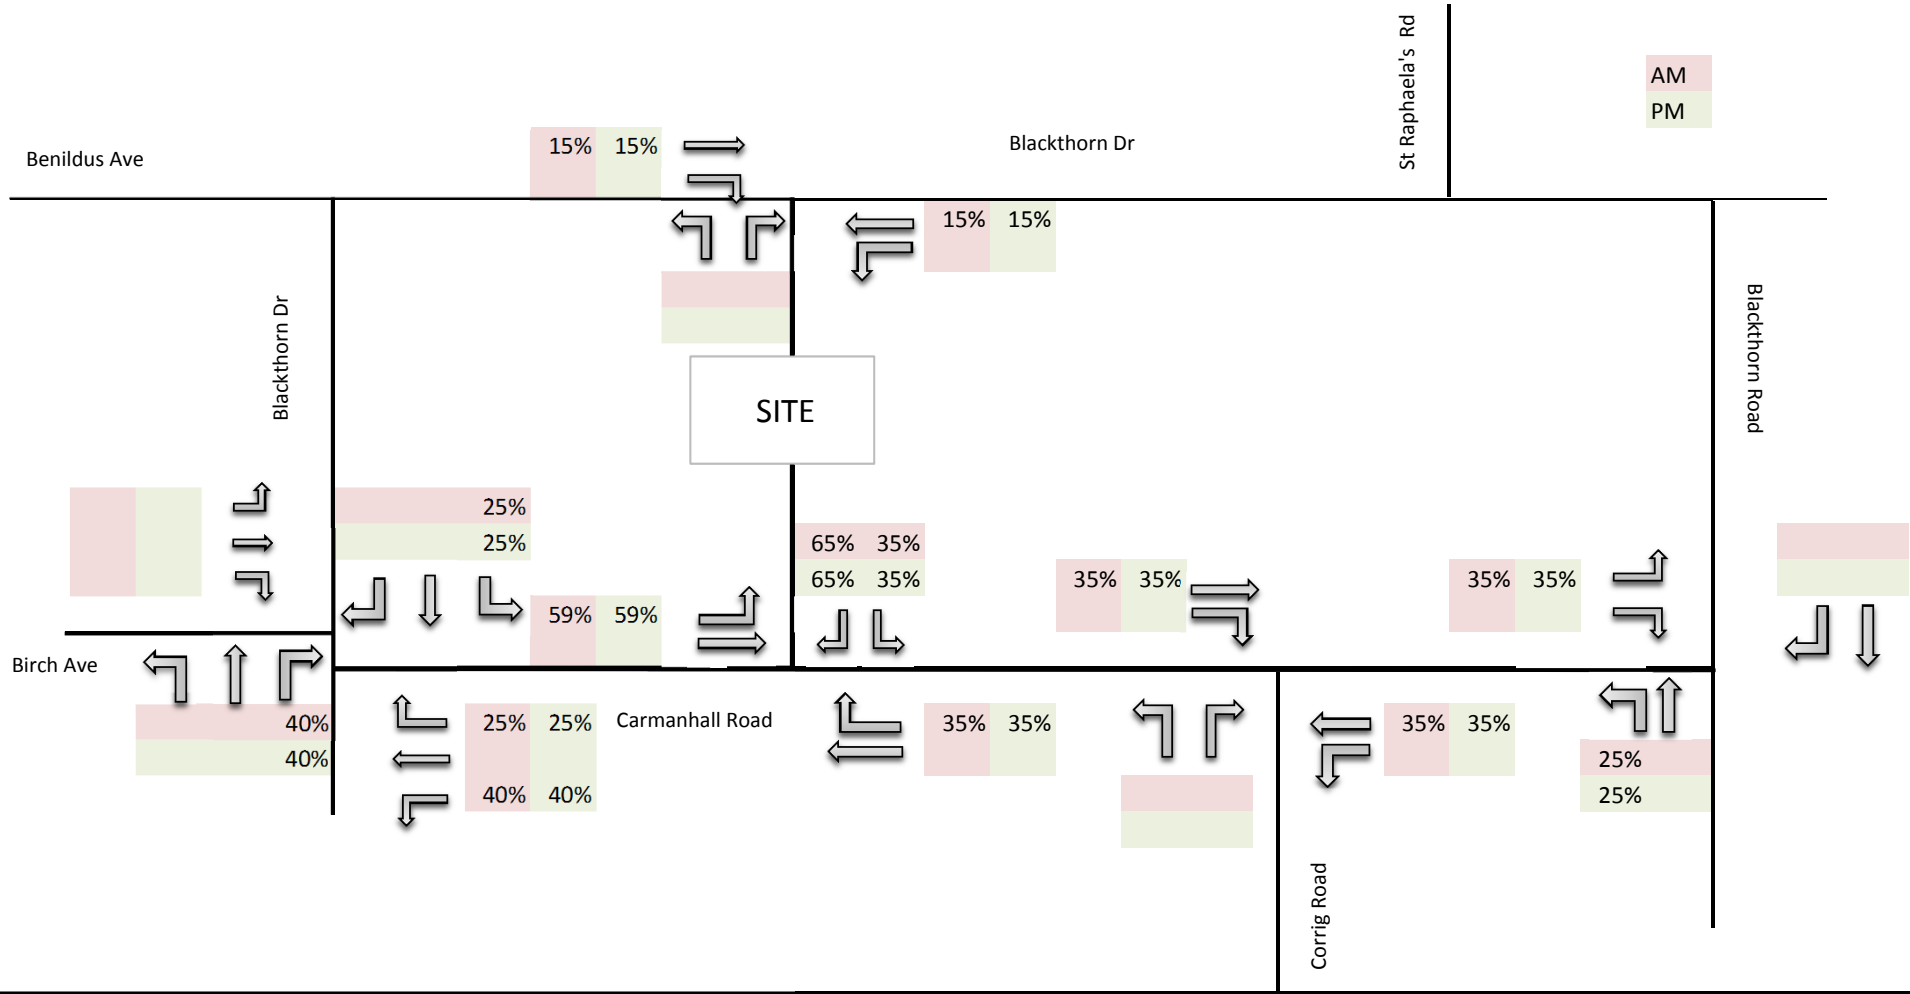 St Raphaela's Rd
AM
PM
Benildus Ave
15% 15%
Blackthorn Dr
15% 15%
Blackthorn Dr
Blackthorn Road
SITE
25%
25%
65% 35%
65% 35%
35% 35%
35% 35%
59% 59%
Birch Ave
40%
40%
25% 25%
40% 40%
Carmanhall Road
35% 35%
35% 35%
25%
25%
Corrig Road